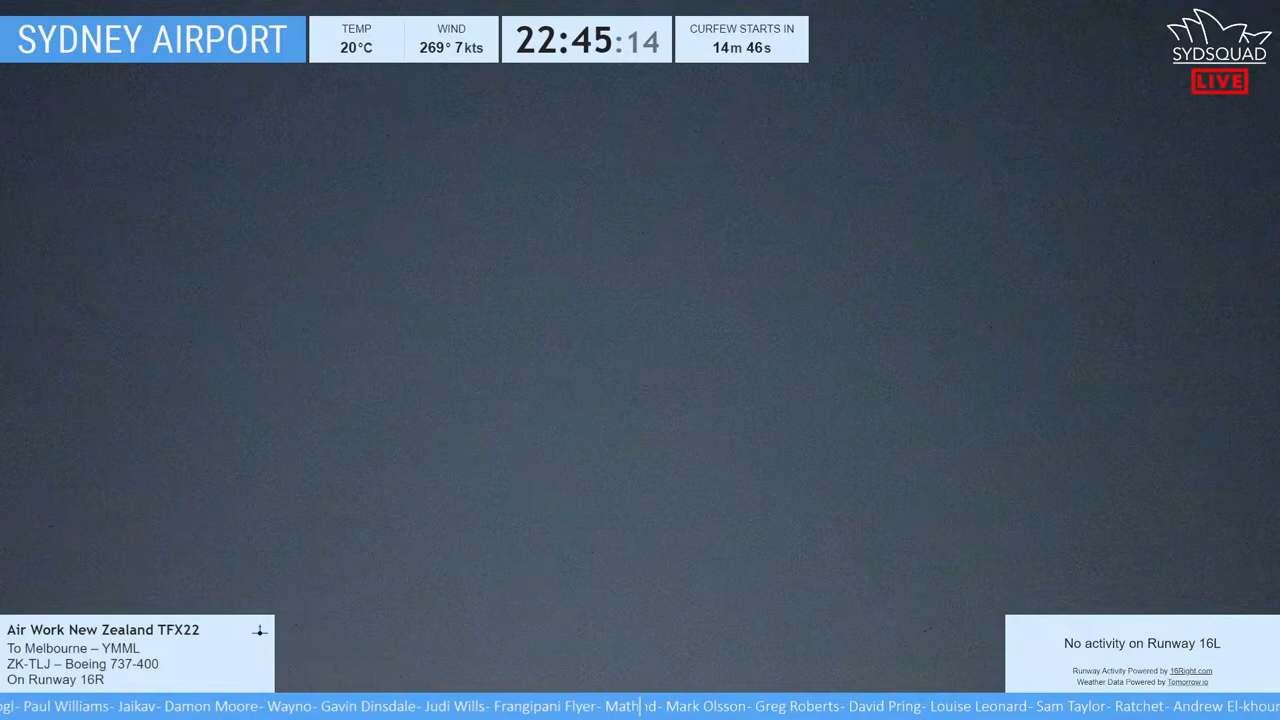 SYDNEY AIRPORT
TEMP
20°C
WIND
269° 7kts
22:45:14
CURFEW STARTS IN
14m 46s
SYDSQUAD
LIVE
Air Work New Zealand TFX22
To Melbourne – YMML
ZK-TLJ – Boeing 737-400
On Runway 16R
No activity on Runway 16L
Runway Activity Powered by 16Right.com
Weather Data Powered by Tomorrow.io
Paul Williams- Jaikav- Damon Moore- Wayno- Gavin Dinsdale- Judi Wills- Frangipani Flyer- Mark Olsson- Greg Roberts- David Pring- Louise Leonard- Sam Taylor- Ratchet- Andrew El-khour